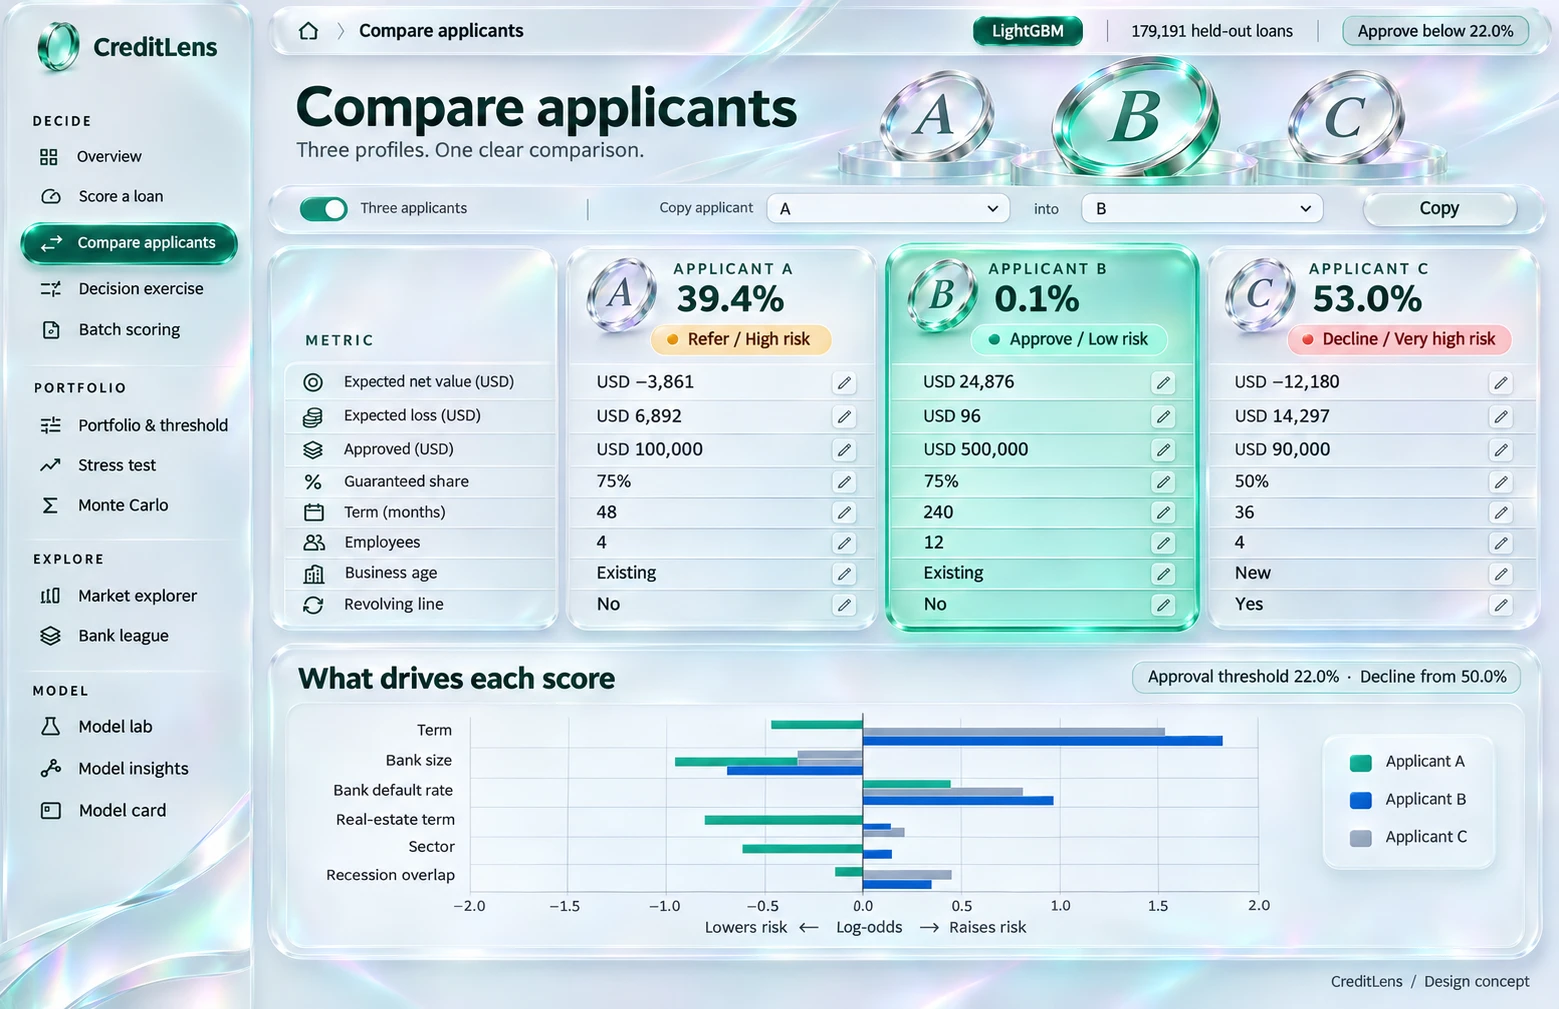 CreditLens
DECIDE
Overview
Score a loan
Compare applicants
Decision exercise
Batch scoring
PORTFOLIO
Portfolio & threshold
Stress test
Monte Carlo
EXPLORE
Market explorer
Bank league
MODEL
Model lab
Model insights
Model card
Compare applicants
LightGBM
179,191 held-out loans
Approve below 22.0%
Compare applicants
Three profiles. One clear comparison.
A
B
C
Three applicants
Copy applicant
A
into
B
Copy
METRIC
A
APPLICANT A
39.4%
Refer / High risk
B
APPLICANT B
0.1%
Approve / Low risk
C
APPLICANT C
53.0%
Decline / Very high risk
Expected net value (USD) USD −3,861 USD 24,876 USD −12,180
Expected loss (USD) USD 6,892 USD 96 USD 14,297
Approved (USD) USD 100,000 USD 500,000 USD 90,000
Guaranteed share 75% 75% 50%
Term (months) 48 240 36
Employees 4 12 4
Business age Existing Existing New
Revolving line No No Yes
What drives each score
Approval threshold 22.0% · Decline from 50.0%
Term
Bank size
Bank default rate
Real-estate term
Sector
Recession overlap
−2.0 −1.5 −1.0 −0.5 0.0 0.5 1.0 1.5 2.0
Lowers risk ← Log-odds → Raises risk
Applicant A
Applicant B
Applicant C
CreditLens / Design concept